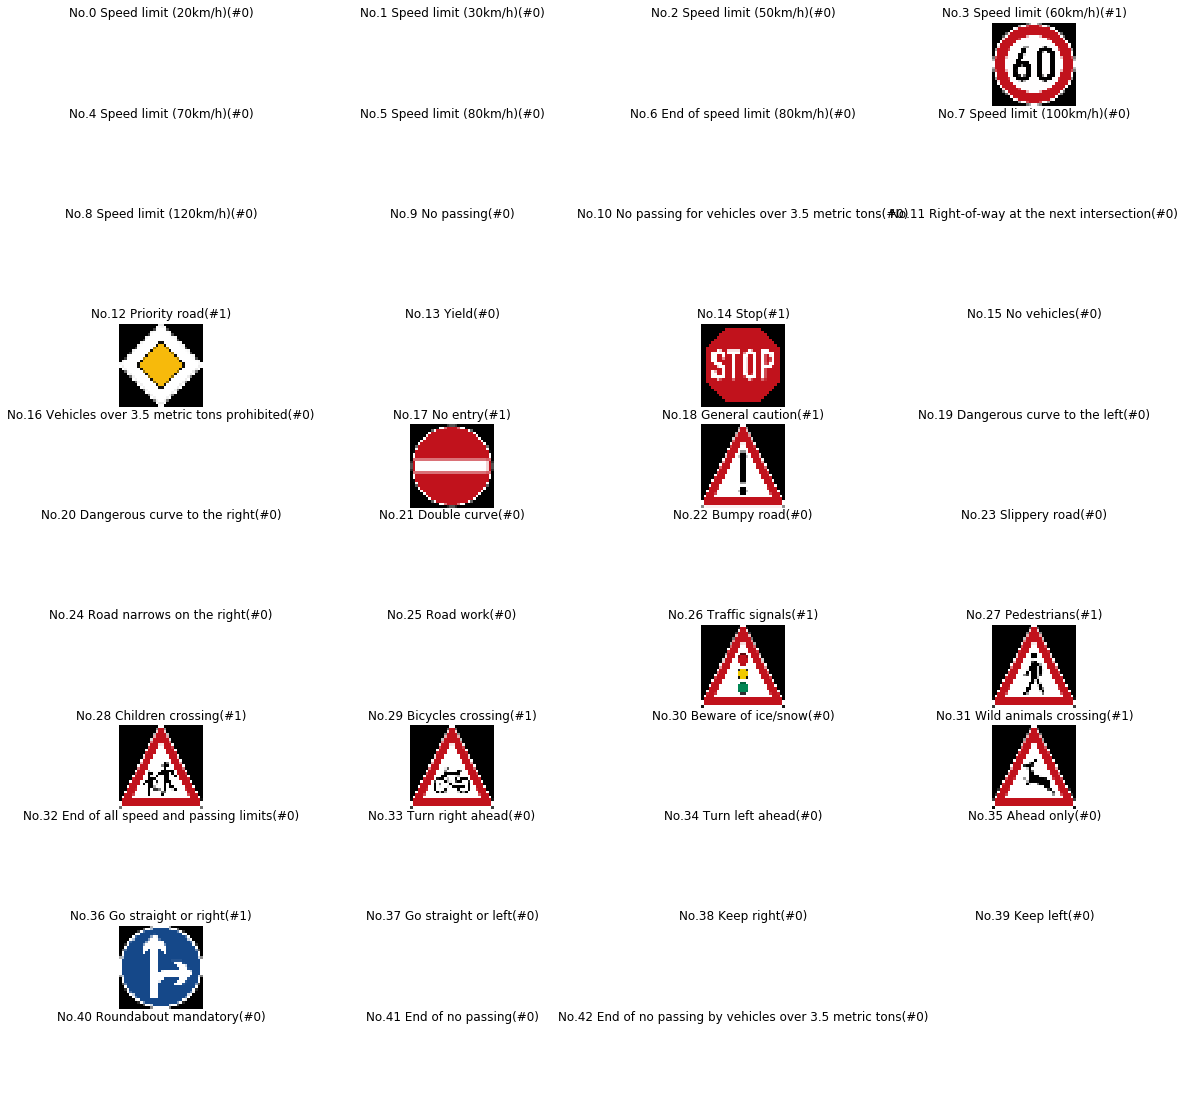 No.0 Speed limit (20km/h)(#0)
No.1 Speed limit (30km/h)(#0)
No.2 Speed limit (50km/h)(#0)
No.3 Speed limit (60km/h)(#1)
60
No.4 Speed limit (70km/h)(#0)
No.5 Speed limit (80km/h)(#0)
No.6 End of speed limit (80km/h)(#0)
No.7 Speed limit (100km/h)(#0)
No.8 Speed limit (120km/h)(#0)
No.9 No passing(#0)
No.10 No passing for vehicles over 3.5 metric tons(#0)
No.11 Right-of-way at the next intersection(#0)
No.12 Priority road(#1)
No.13 Yield(#0)
No.14 Stop(#1)
STOP
No.15 No vehicles(#0)
No.16 Vehicles over 3.5 metric tons prohibited(#0)
No.17 No entry(#1)
No.18 General caution(#1)
!
No.19 Dangerous curve to the left(#0)
No.20 Dangerous curve to the right(#0)
No.21 Double curve(#0)
No.22 Bumpy road(#0)
No.23 Slippery road(#0)
No.24 Road narrows on the right(#0)
No.25 Road work(#0)
No.26 Traffic signals(#1)
No.27 Pedestrians(#1)
No.28 Children crossing(#1)
No.29 Bicycles crossing(#1)
No.30 Beware of ice/snow(#0)
No.31 Wild animals crossing(#1)
No.32 End of all speed and passing limits(#0)
No.33 Turn right ahead(#0)
No.34 Turn left ahead(#0)
No.35 Ahead only(#0)
No.36 Go straight or right(#1)
No.37 Go straight or left(#0)
No.38 Keep right(#0)
No.39 Keep left(#0)
No.40 Roundabout mandatory(#0)
No.41 End of no passing(#0)
No.42 End of no passing by vehicles over 3.5 metric tons(#0)